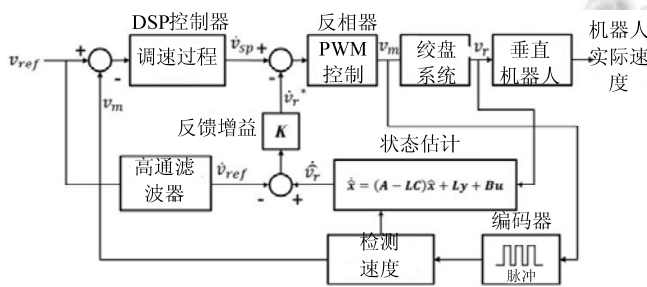 DSP控制器
反相器
机器人
实际速
度
v_ref
+
-
调速过程
v̇_sp
+
-
PWM
控制
v_m
绞盘
系统
v_r
垂直
机器人
v_m
v̇_r*
反馈增益
K
状态估计
高通滤
波器
v̇_ref
-
+
v̂̇_r
x̂̇ = (A − LC)x̂ + Ly + Bu
编码器
检测
速度
脉冲